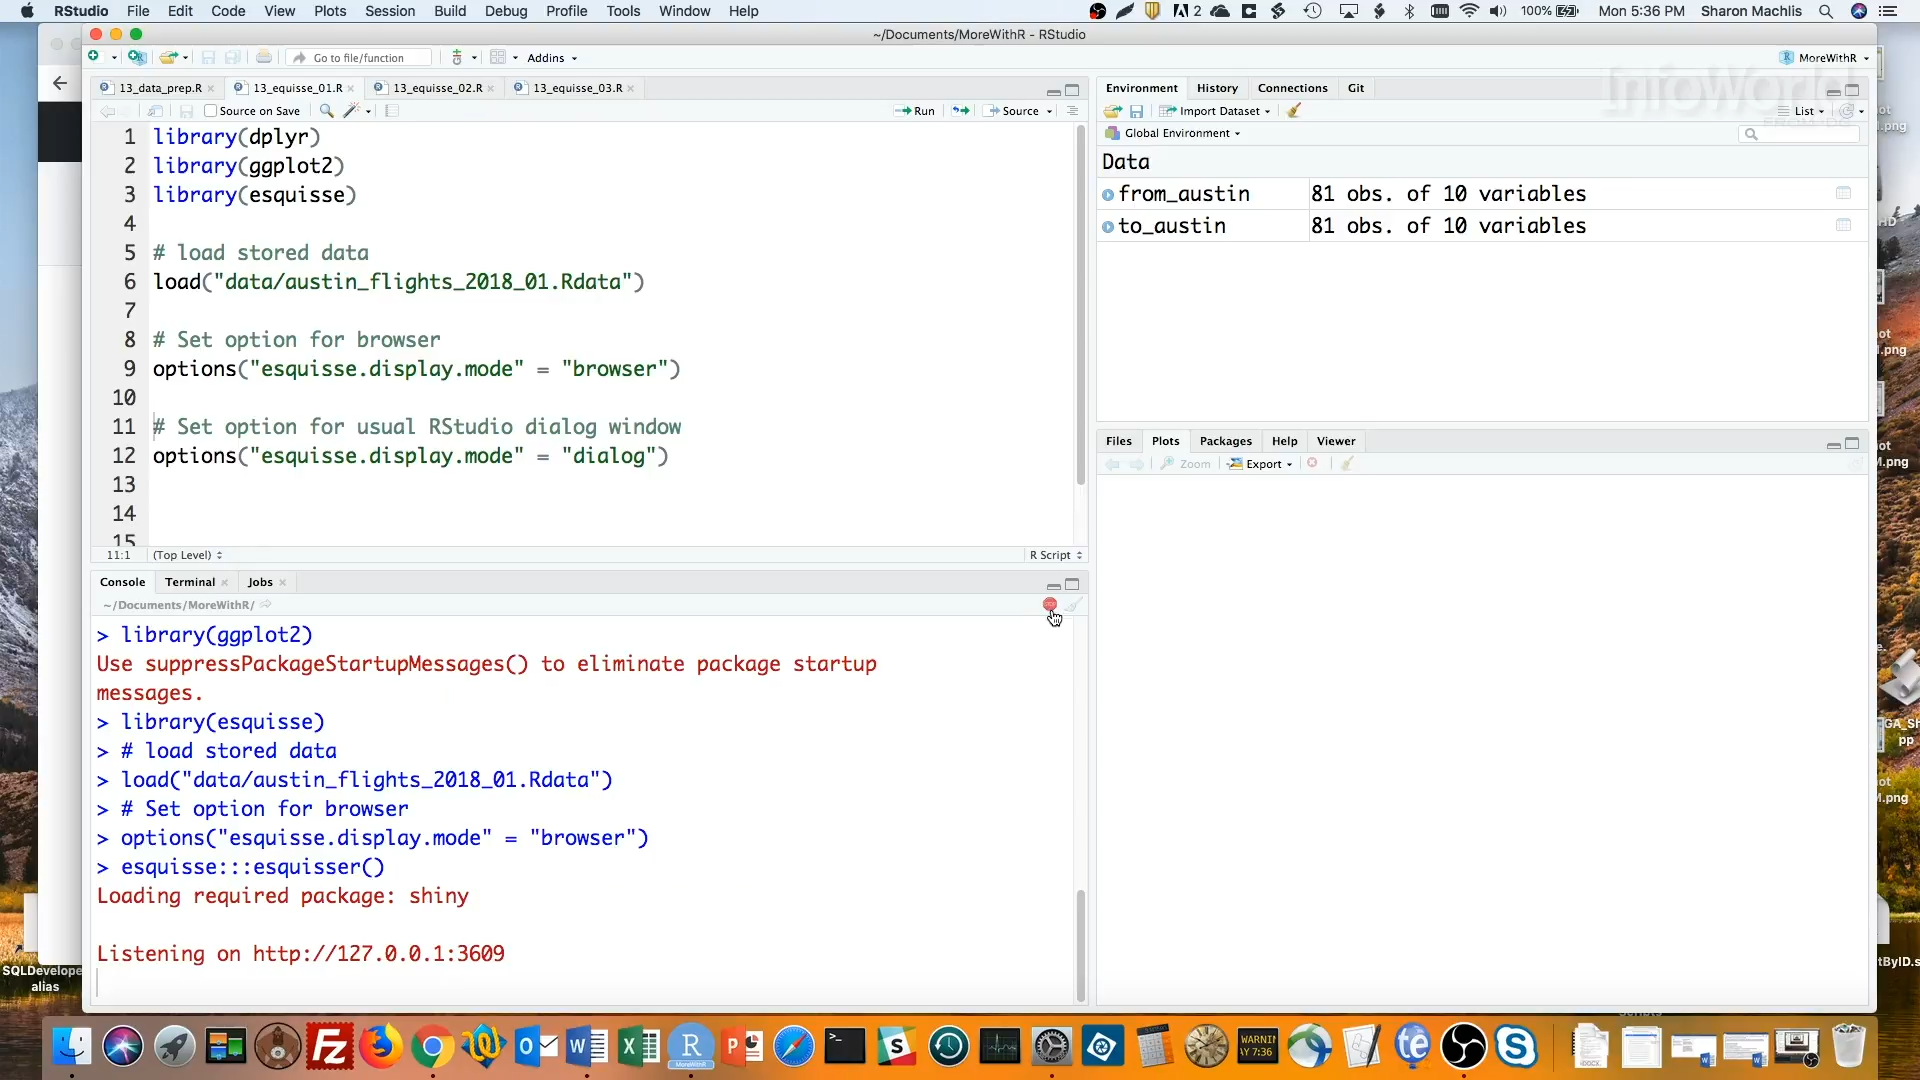 RStudio File Edit Code View Plots Session Build Debug Profile Tools Window Help
2 100% Mon 5:36 PM Sharon Machlis
~/Documents/MoreWithR - RStudio
Go to file/function Addins MoreWithR
13_data_prep.R 13_equisse_01.R 13_equisse_02.R 13_equisse_03.R
Source on Save Run Source
1 library(dplyr)
2 library(ggplot2)
3 library(esquisse)
4
5 # load stored data
6 load("data/austin_flights_2018_01.Rdata")
7
8 # Set option for browser
9 options("esquisse.display.mode" = "browser")
10
11 # Set option for usual RStudio dialog window
12 options("esquisse.display.mode" = "dialog")
13
14
15
11:1 (Top Level) R Script
Console Terminal Jobs
~/Documents/MoreWithR/
> library(ggplot2)
Use suppressPackageStartupMessages() to eliminate package startup
messages.
> library(esquisse)
> # load stored data
> load("data/austin_flights_2018_01.Rdata")
> # Set option for browser
> options("esquisse.display.mode" = "browser")
> esquisse:::esquisser()
Loading required package: shiny
Listening on http://127.0.0.1:3609
Environment History Connections Git
InfoWorld
Import Dataset List
Global Environment
Data
from_austin 81 obs. of 10 variables
to_austin 81 obs. of 10 variables
Files Plots Packages Help Viewer
Zoom Export
SQLDevelope
alias